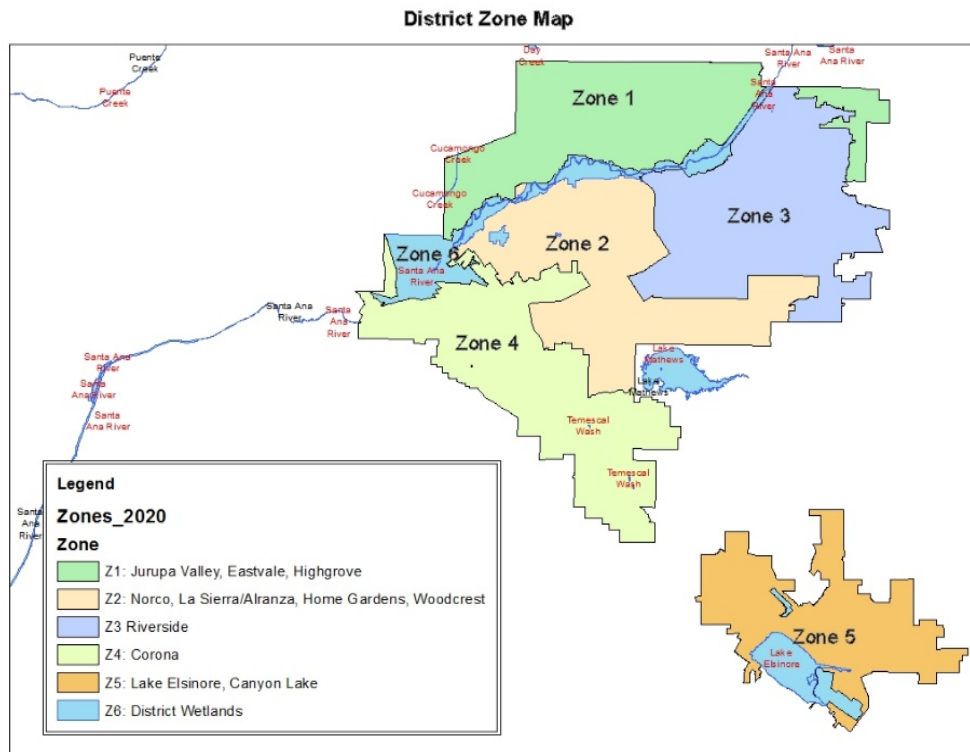 District Zone Map
Puente
Creek
Puente
Creek
Day
Creek
Santa Ana
River
Santa
Ana River
Santa
Ana
River
Zone 1
Cucamongo
Creek
Cucamongo
Creek
Zone 3
Zone 2
Zone 6
Santa Ana
River
Santa Ana
River
Santa
Ana
River
Zone 4
Lake
Mathews
Lake
Mathews
Santa Ana
River
Santa
Ana River
Santa
Ana River
Temescal
Wash
Temescal
Wash
Santa
Ana
River
Zone 5
Lake
Elsinore
Legend
Zones_2020
Zone
Z1: Jurupa Valley, Eastvale, Highgrove
Z2: Norco, La Sierra/Alranza, Home Gardens, Woodcrest
Z3 Riverside
Z4: Corona
Z5: Lake Elsinore, Canyon Lake
Z6: District Wetlands